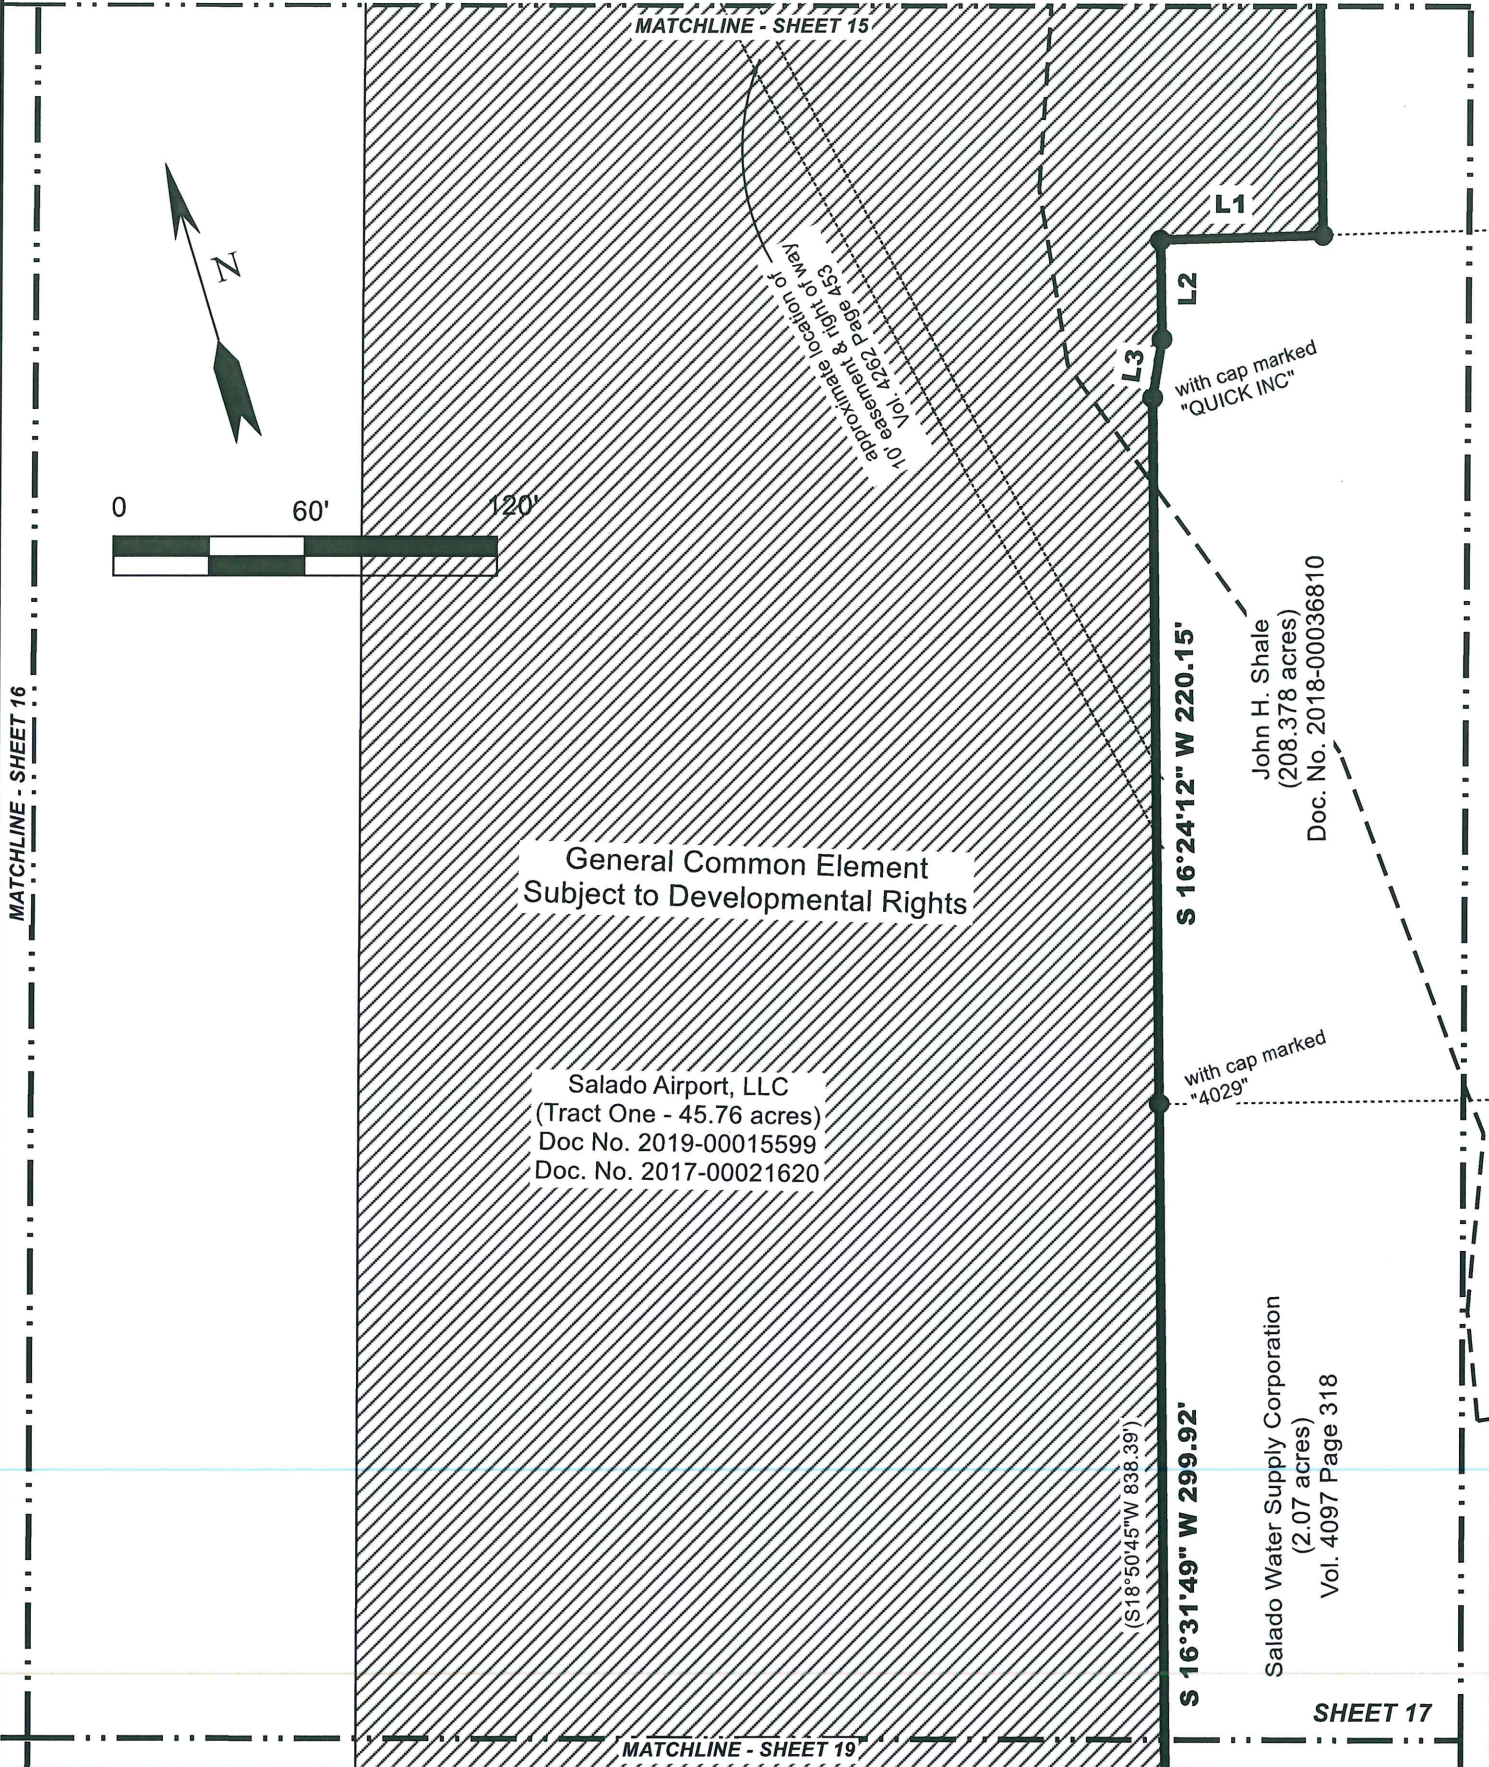 MATCHLINE - SHEET 15
N
L1
L2
L3
approximate location of
10' easement & right of way
Vol. 4262 Page 453
with cap marked
"QUICK INC"
0 60' 120'
MATCHLINE - SHEET 16
S 16°24'12" W 220.15'
John H. Shale
(208.378 acres)
Doc. No. 2018-00036810
General Common Element
Subject to Developmental Rights
with cap marked
"4029"
Salado Airport, LLC
(Tract One - 45.76 acres)
Doc No. 2019-00015599
Doc. No. 2017-00021620
(S18°50'45"W 838.39')
S 16°31'49" W 299.92'
Salado Water Supply Corporation
(2.07 acres)
Vol. 4097 Page 318
SHEET 17
MATCHLINE - SHEET 19